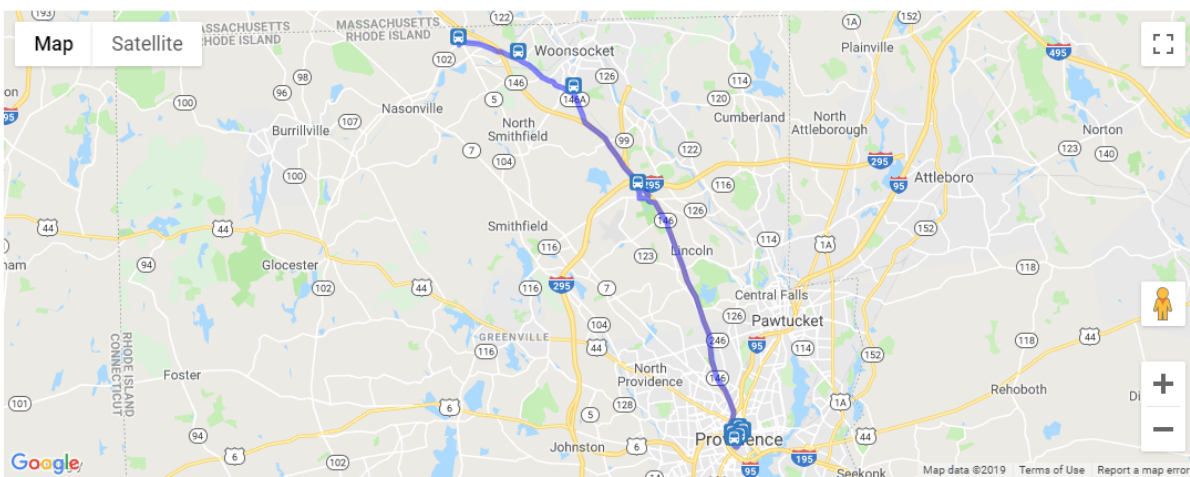 Map
Satellite
MASSACHUSETTS
RHODE ISLAND
MASSACHUSETTS
RHODE ISLAND
193
122
Woonsocket
1A
152
Plainville
495
102
98
146
126
114
96
100
107
Nasonville
5
146A
120
Cumberland
North
Attleborough
Norton
95
Burrillville
North
Smithfield
99
123
140
7
104
122
295
100
295
116
95
Attleboro
126
44
44
Smithfield
146
152
116
114
1A
94
Glocester
Lincoln
123
118
102
44
116
295
7
Central Falls
126
Pawtucket
104
GREENVILLE
246
95
114
118
44
116
44
152
RHODE ISLAND
CONNECTICUT
Foster
North
Providence
146
Rehoboth
101
6
128
1A
5
44
94
44
Johnston
6
Providence
195
102
95
Seekonk
Google
Map data ©2019
Terms of Use
Report a map error